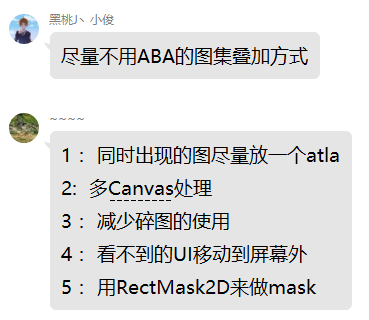 黑桃J丶小俊
尽量不用ABA的图集叠加方式
~~~~
1：同时出现的图尽量放一个atla
2: 多Canvas处理
3：减少碎图的使用
4：看不到的UI移动到屏幕外
5：用RectMask2D来做mask